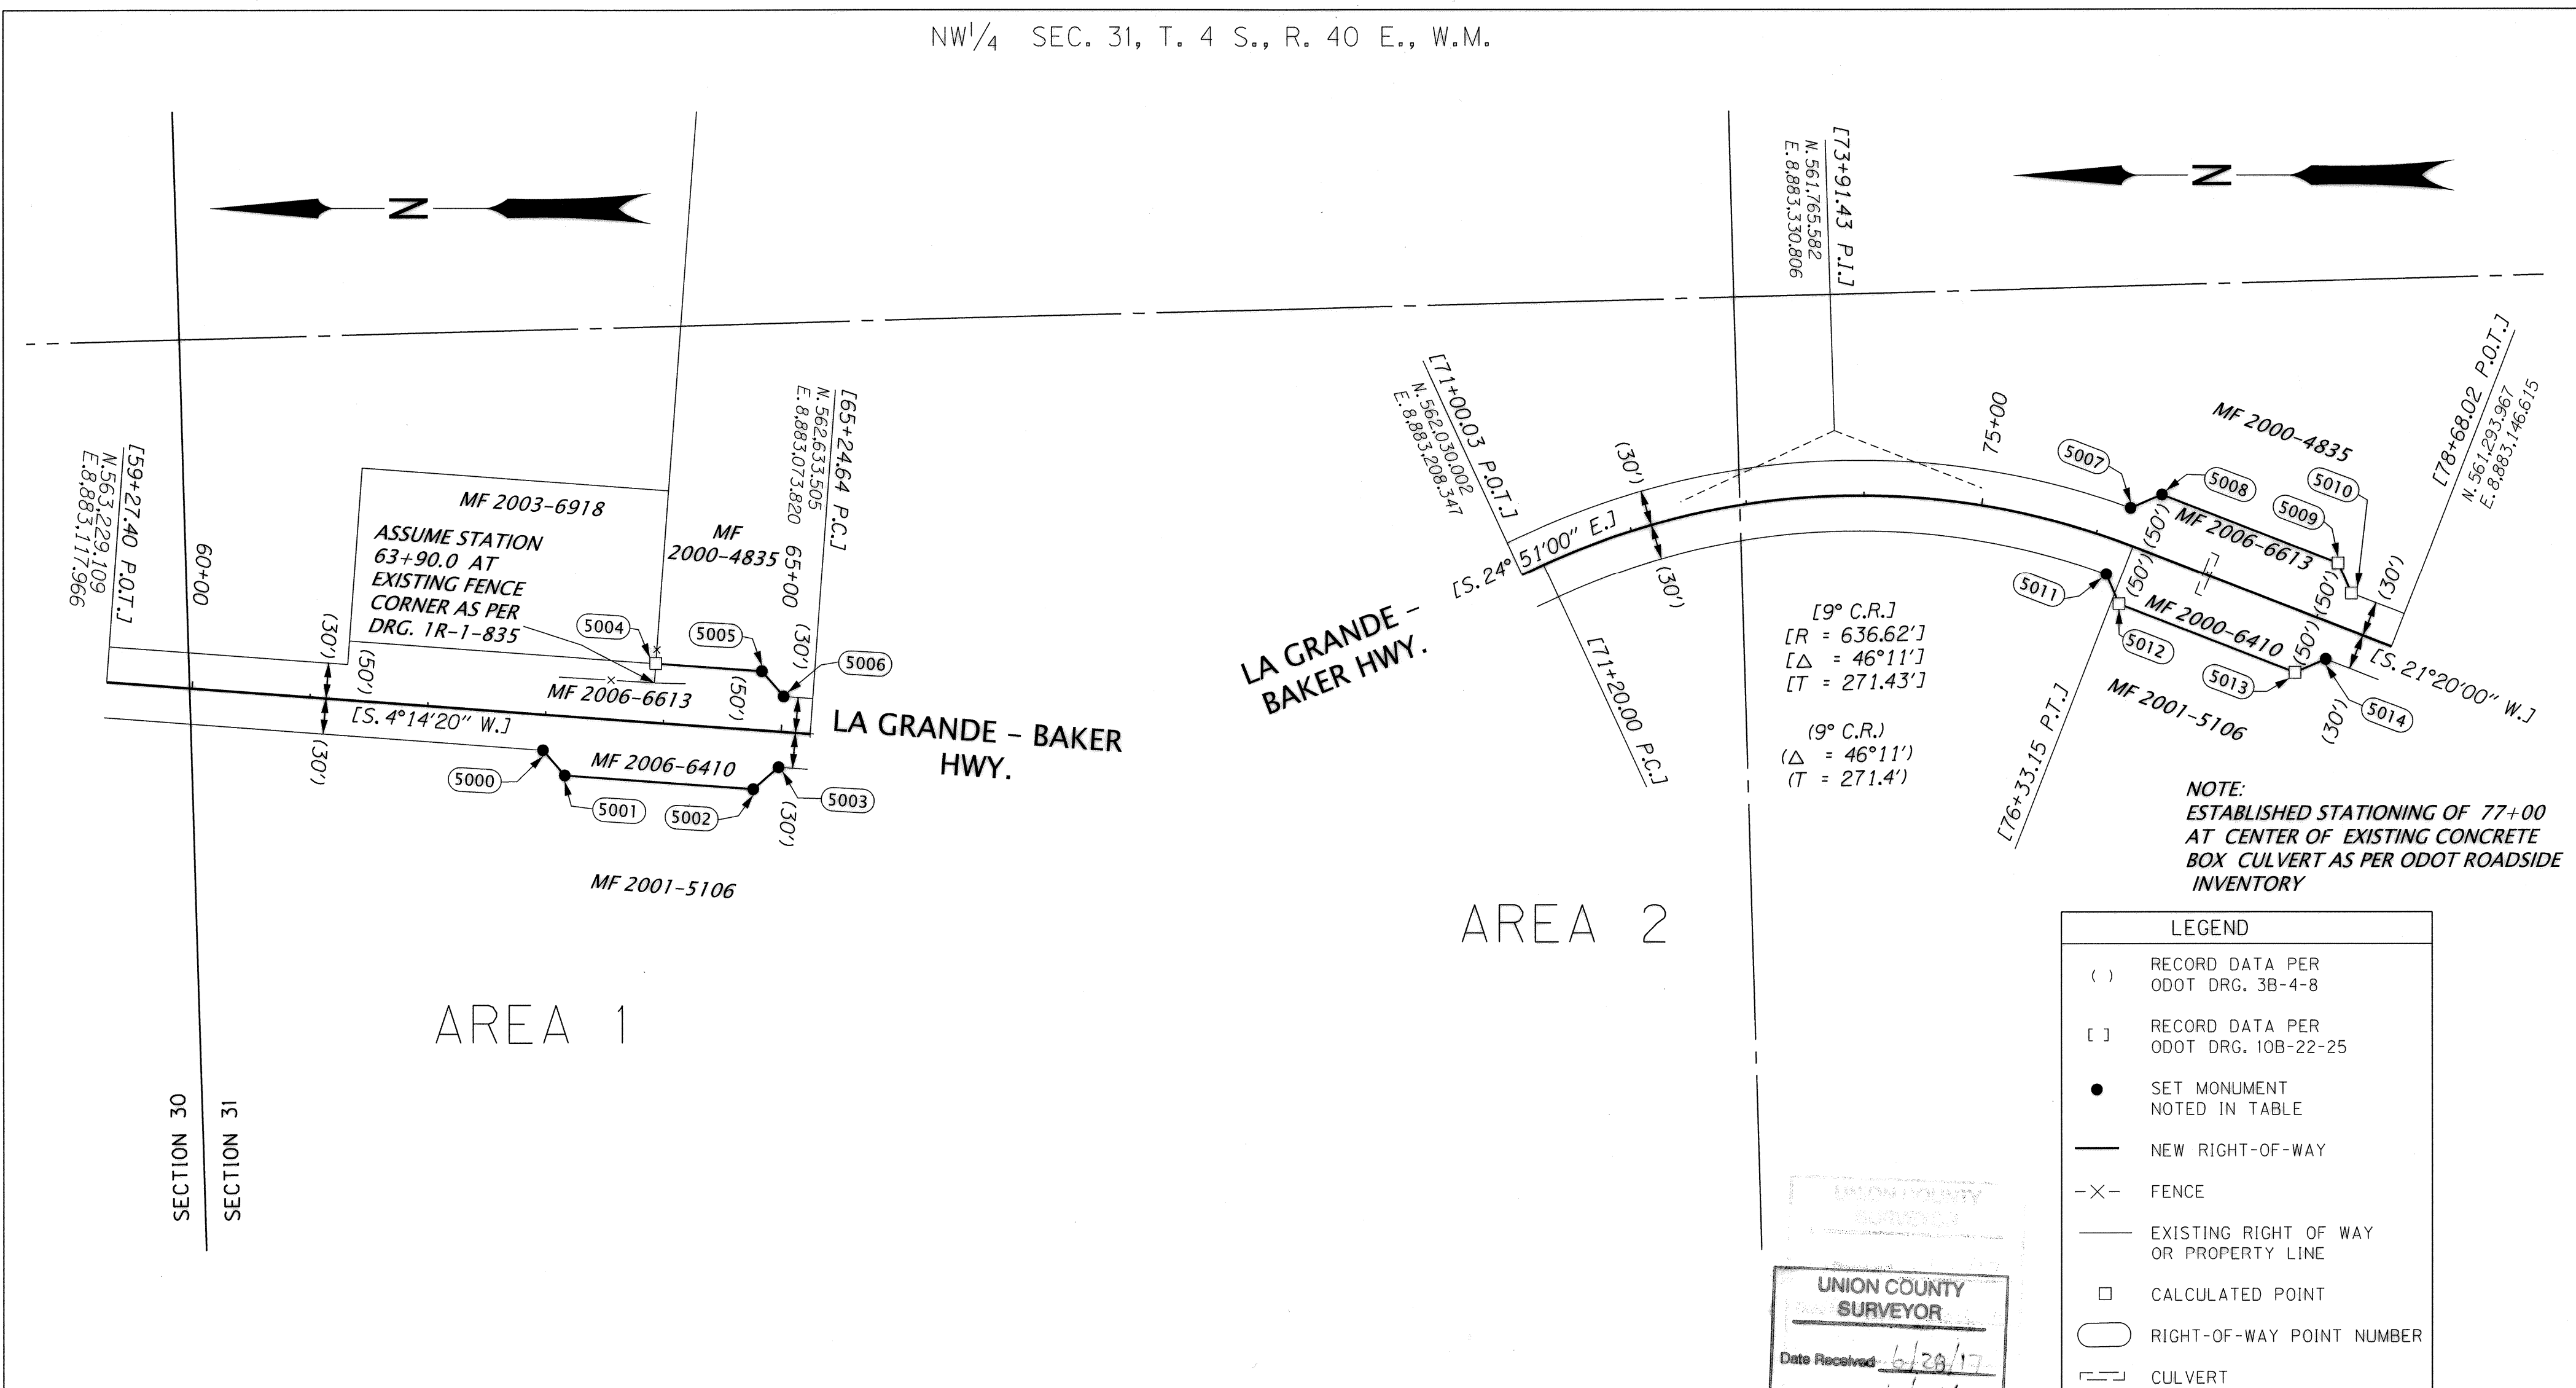 NW1/4 SEC. 31, T. 4 S., R. 40 E., W.M.
N
N
[59+27.40 P.O.T.]
N.563,229.109
E.8,883,117.966
60+00
MF 2003-6918
ASSUME STATION
63+90.0 AT
EXISTING FENCE
CORNER AS PER
DRG. 1R-1-835
MF
2000-4835
[65+24.64 P.C.]
N.562,633.505
E. 8,883,073.820
65+00
(30')
(30')
(50')
(50')
(30')
5004
5005
5006
MF 2006-6613
[S. 4°14'20" W.]
LA GRANDE - BAKER
HWY.
(30')
MF 2006-6410
5000
5001
5002
5003
MF 2001-5106
AREA 1
SECTION 30
SECTION 31
[71+00.03 P.O.T.]
N. 562,030.002
E. 8,883,208.347
[73+91.43 P.I.]
N. 561,765.582
E. 8,883,330.806
[S. 24° 51'00" E.]
LA GRANDE -
BAKER HWY.
(30')
(30')
[71+20.00 P.C.]
[9° C.R.]
[R = 636.62']
[△ = 46°11']
[T = 271.43']
(9° C.R.)
(△ = 46°11')
(T = 271.4')
75+00
5007
5008
5009
5010
MF 2000-4835
[78+68.02 P.O.T.]
N. 561,293.967
E. 8,883,146.615
(50')
MF 2006-6613
(50')
(30')
5011
5012
(50')
MF 2000-6410
(50')
5013
5014
(30')
[S. 21°20'00" W.]
MF 2001-5106
[76+33.15 P.T.]
NOTE:
ESTABLISHED STATIONING OF 77+00
AT CENTER OF EXISTING CONCRETE
BOX CULVERT AS PER ODOT ROADSIDE
INVENTORY
AREA 2
LEGEND
( ) RECORD DATA PER
ODOT DRG. 3B-4-8
[ ] RECORD DATA PER
ODOT DRG. 10B-22-25
SET MONUMENT
NOTED IN TABLE
NEW RIGHT-OF-WAY
-X- FENCE
EXISTING RIGHT OF WAY
OR PROPERTY LINE
CALCULATED POINT
RIGHT-OF-WAY POINT NUMBER
CULVERT
UNION COUNTY
SURVEYOR
UNION COUNTY
SURVEYOR
Date Received 6/28/17